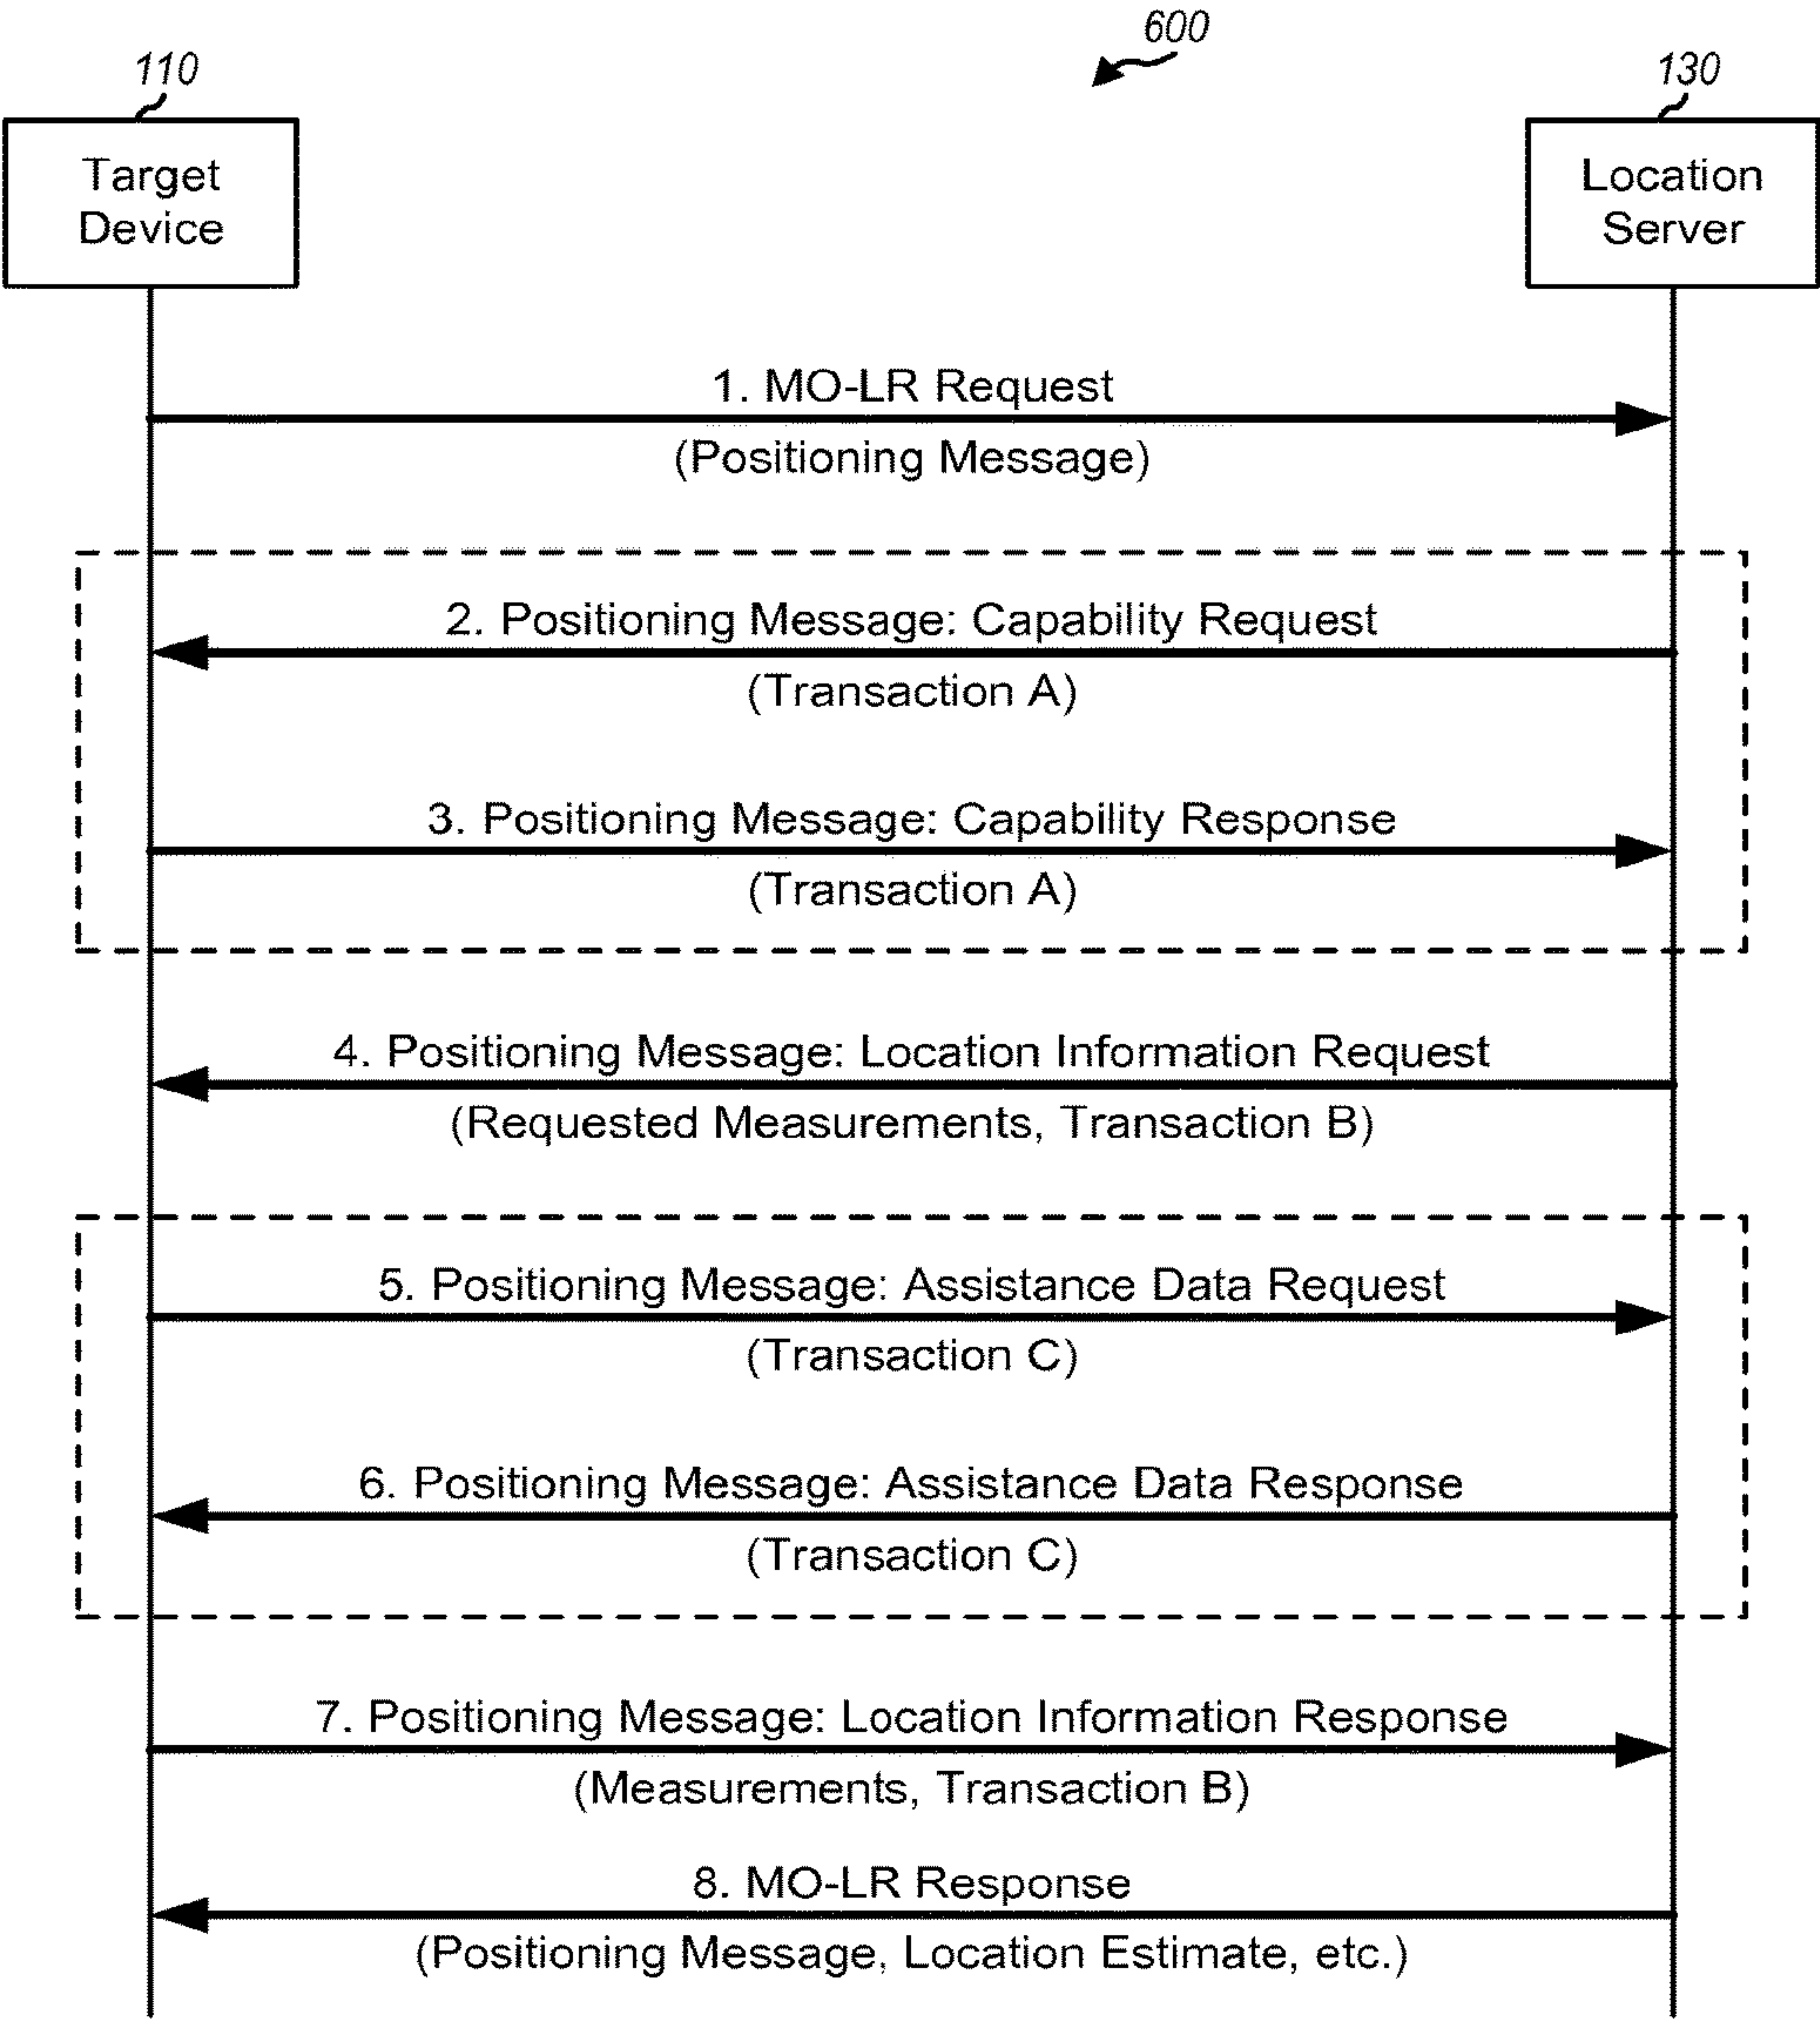 600
110
130
Target
Device
Location
Server
1. MO-LR Request
(Positioning Message)
2. Positioning Message: Capability Request
(Transaction A)
3. Positioning Message: Capability Response
(Transaction A)
4. Positioning Message: Location Information Request
(Requested Measurements, Transaction B)
5. Positioning Message: Assistance Data Request
(Transaction C)
6. Positioning Message: Assistance Data Response
(Transaction C)
7. Positioning Message: Location Information Response
(Measurements, Transaction B)
8. MO-LR Response
(Positioning Message, Location Estimate, etc.)